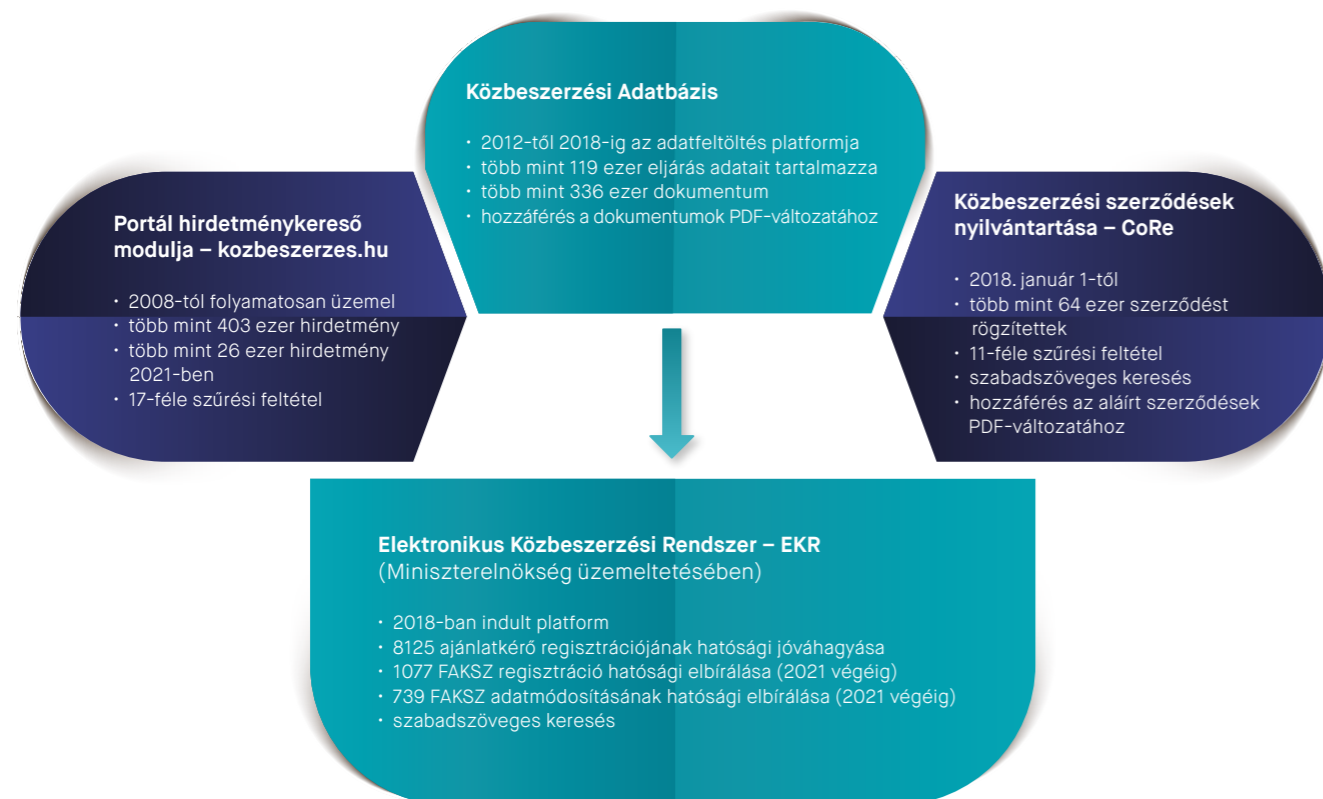 Közbeszerzési Adatbázis
• 2012-től 2018-ig az adatfeltöltés platformja
• több mint 119 ezer eljárás adatait tartalmazza
• több mint 336 ezer dokumentum
• hozzáférés a dokumentumok PDF-változatához
Portál hirdetménykereső
modulja – kozbeszerzes.hu
• 2008-tól folyamatosan üzemel
• több mint 403 ezer hirdetmény
• több mint 26 ezer hirdetmény
2021-ben
• 17-féle szűrési feltétel
Közbeszerzési szerződések
nyilvántartása – CoRe
• 2018. január 1-től
• több mint 64 ezer szerződést
rögzítettek
• 11-féle szűrési feltétel
• szabadszöveges keresés
• hozzáférés az aláírt szerződések
PDF-változatához
Elektronikus Közbeszerzési Rendszer – EKR
(Miniszterelnökség üzemeltetésében)
• 2018-ban indult platform
• 8125 ajánlatkérő regisztrációjának hatósági jóváhagyása
• 1077 FAKSZ regisztráció hatósági elbírálása (2021 végéig)
• 739 FAKSZ adatmódosításának hatósági elbírálása (2021 végéig)
• szabadszöveges keresés